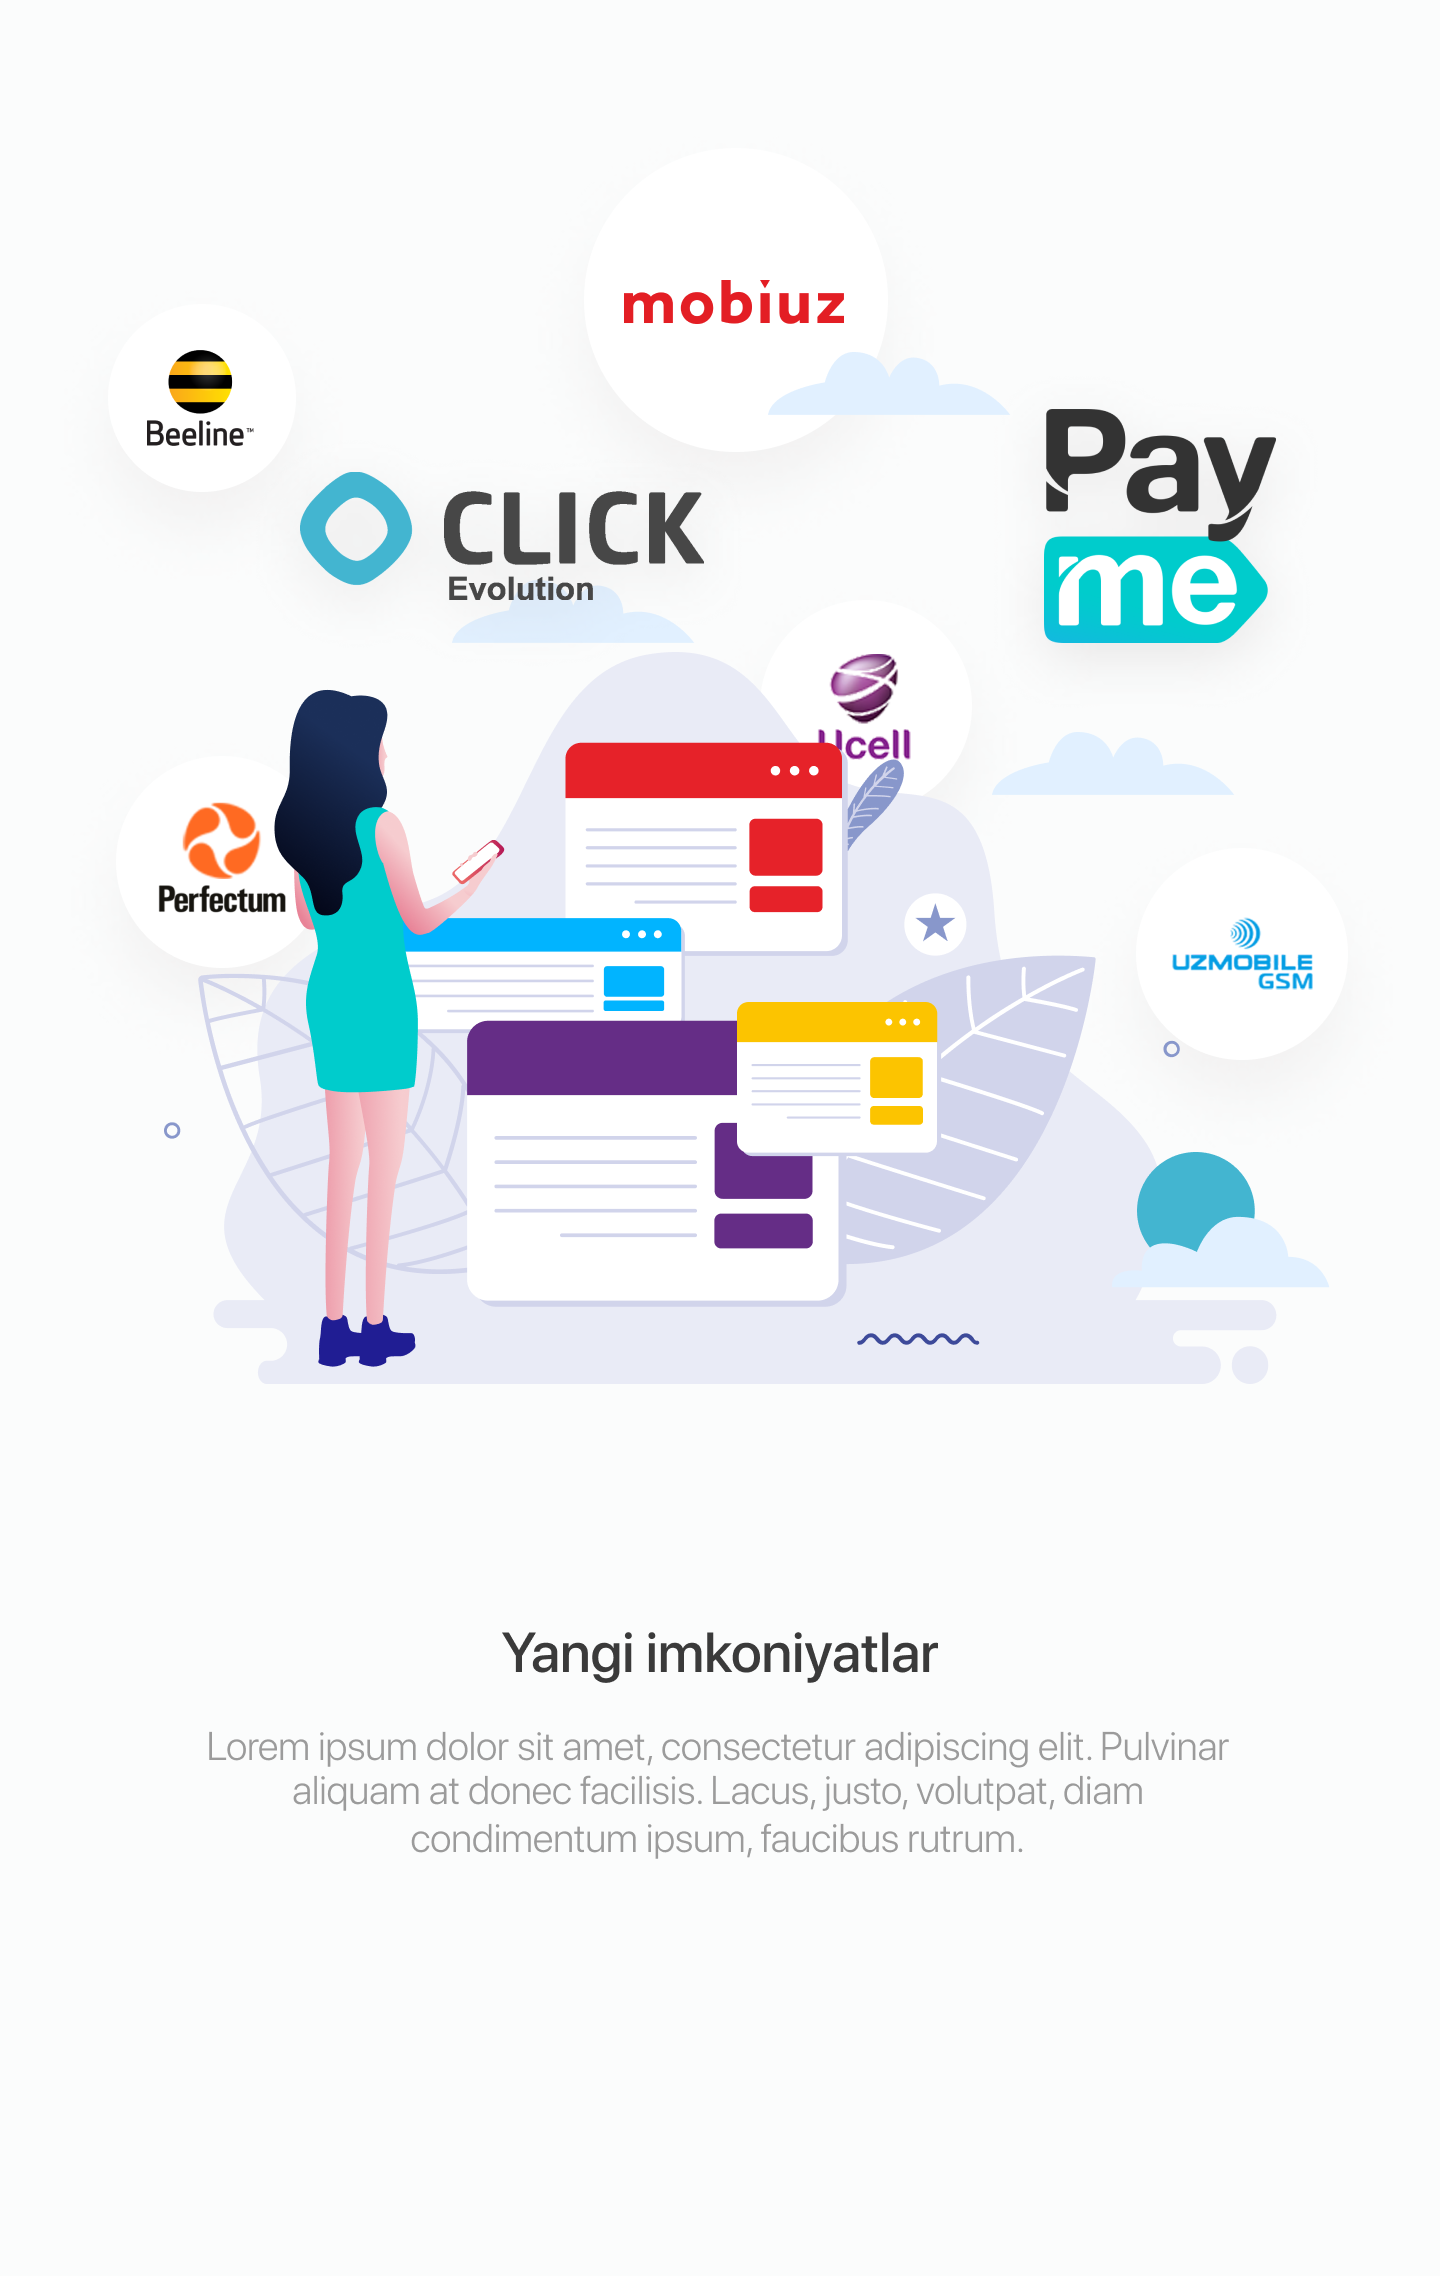 mobiuz
Beeline™
Pay
me
CLICK
Evolution
Ucell
Perfectum
UZMOBILE
GSM
Yangi imkoniyatlar
Lorem ipsum dolor sit amet, consectetur adipiscing elit. Pulvinar
aliquam at donec facilisis. Lacus, justo, volutpat, diam
condimentum ipsum, faucibus rutrum.